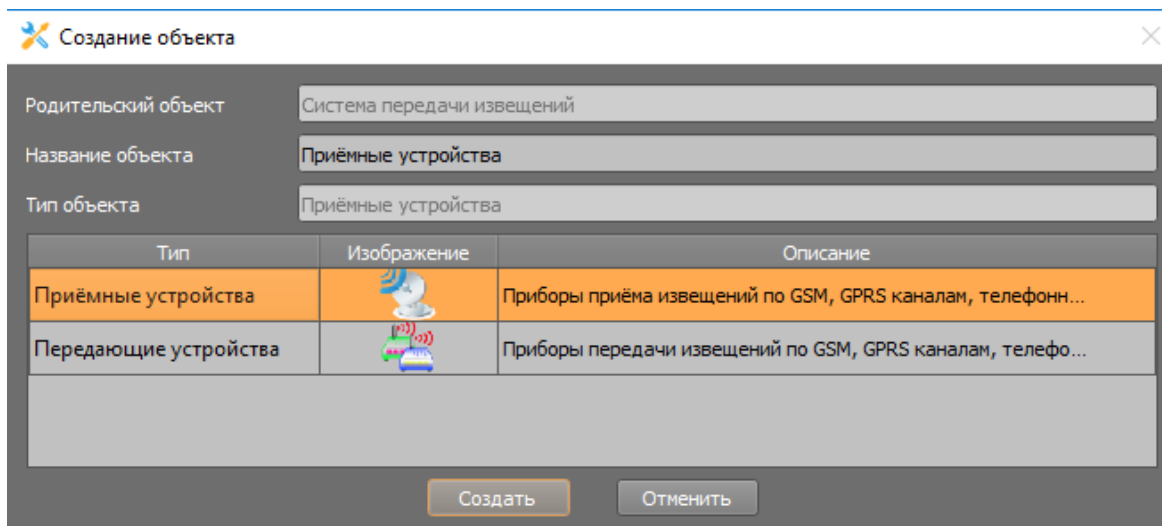 Создание объекта
Родительский объект Система передачи извещений
Название объекта Приёмные устройства
Тип объекта Приёмные устройства
Тип Изображение Описание
Приёмные устройства Приборы приёма извещений по GSM, GPRS каналам, телефонн...
Передающие устройства Приборы передачи извещений по GSM, GPRS каналам, телефо...
Создать Отменить